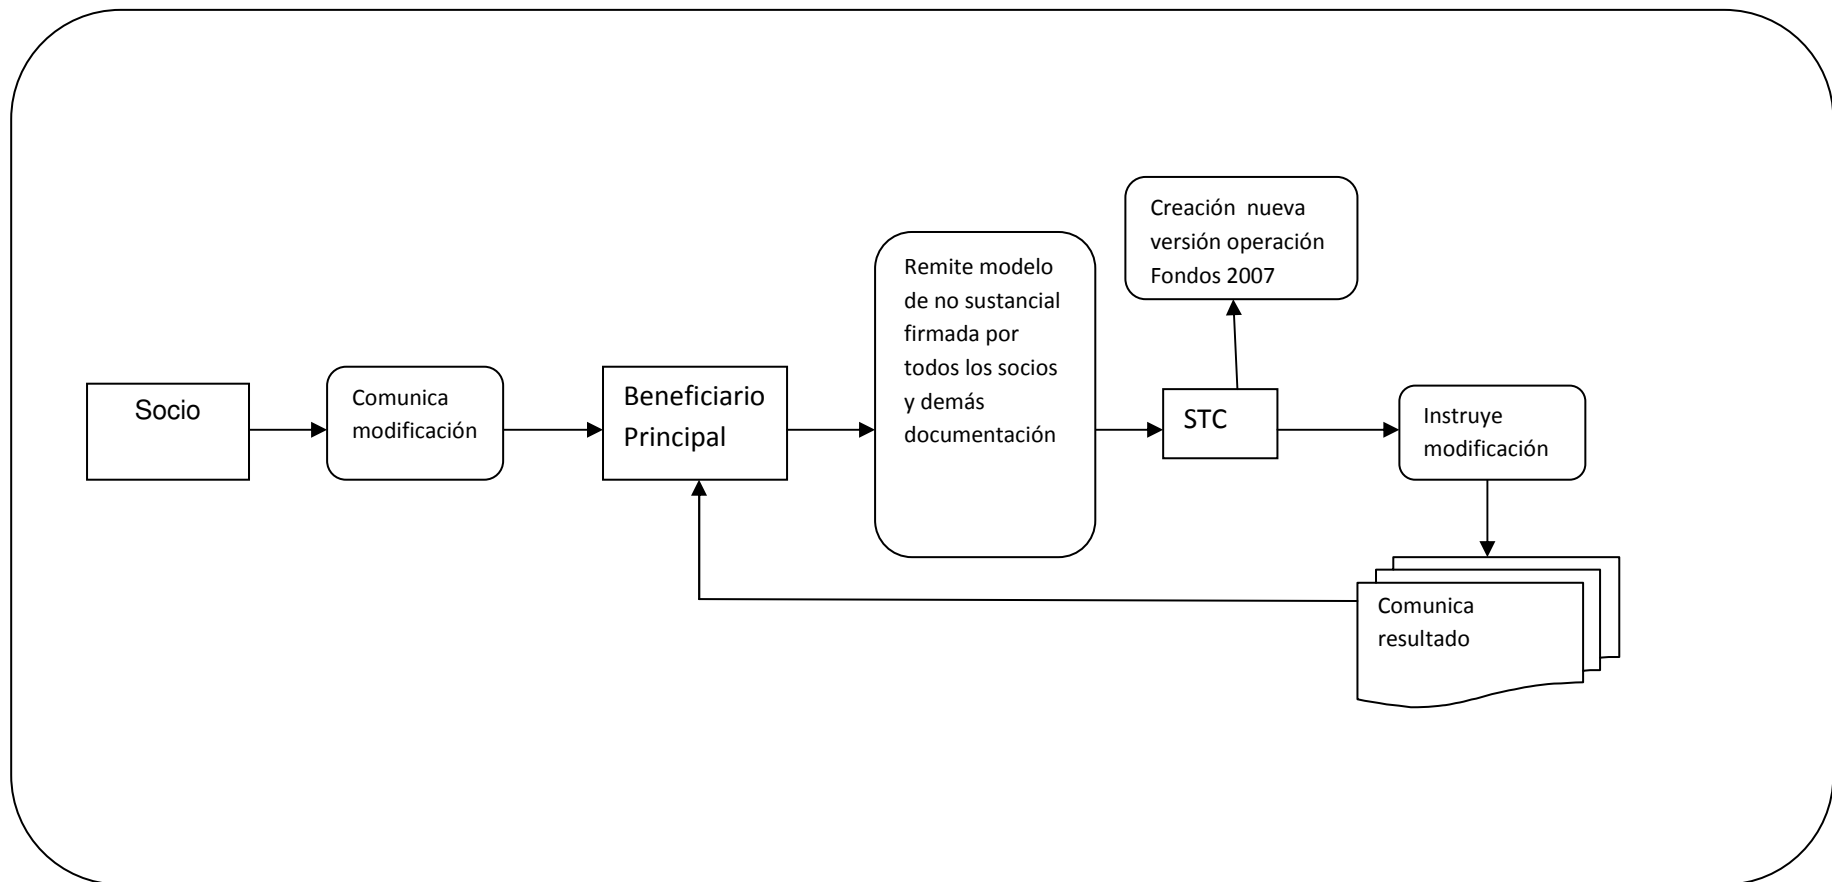 Socio
Comunica
modificación
Beneficiario
Principal
Remite modelo
de no sustancial
firmada por
todos los socios
y demás
documentación
STC
Creación nueva
versión operación
Fondos 2007
Instruye
modificación
Comunica
resultado